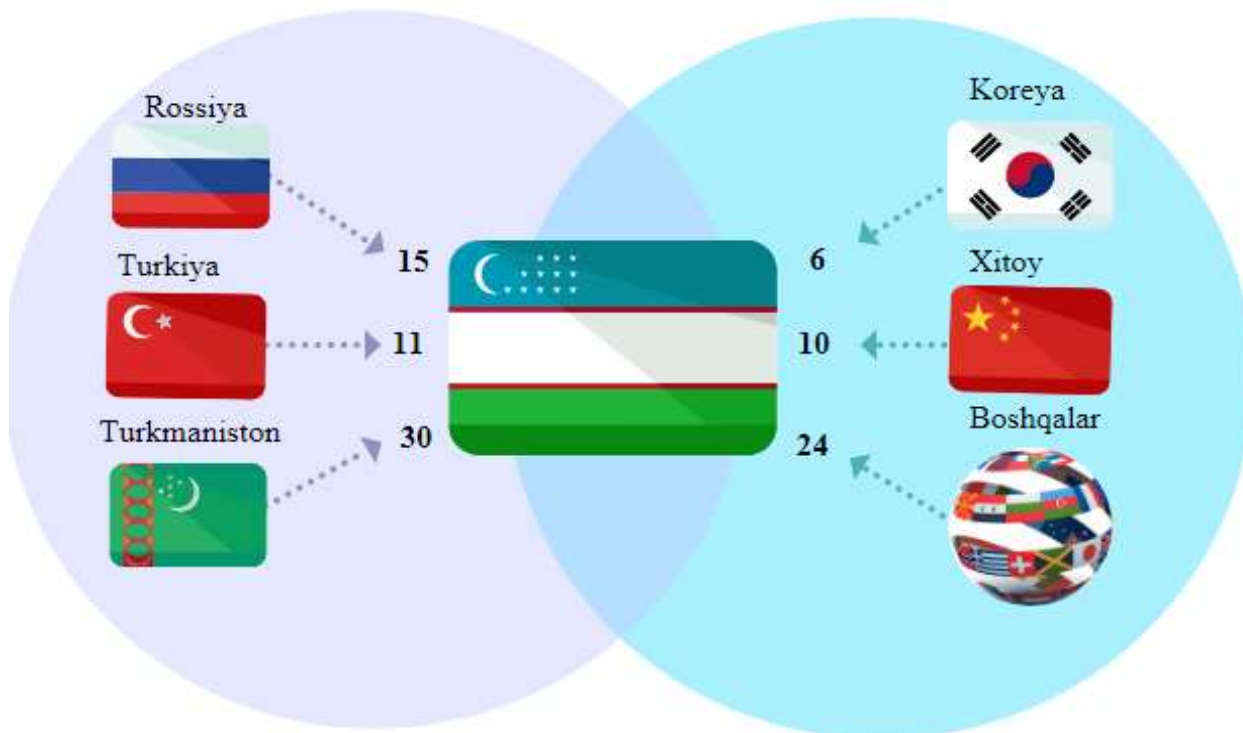 Rossiya
15
Turkiya
11
Turkmaniston
30
Koreya
6
Xitoy
10
Boshqalar
24